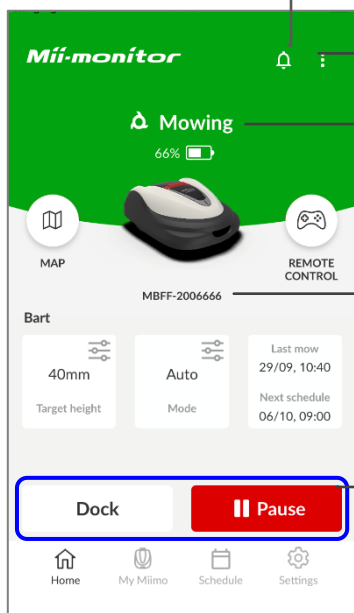 Mii-monitor
Mowing
66%
MAP
REMOTE
CONTROL
MBFF-2006666
Bart
40mm
Target height
Auto
Mode
Last mow
29/09, 10:40
Next schedule
06/10, 09:00
Dock
Pause
Home
My Miimo
Schedule
Settings